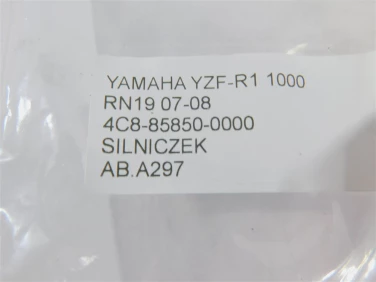 YAMAHA YZF-R1 1000
RN19 07-08
4C8-85850-0000
SILNICZEK
AB.A297